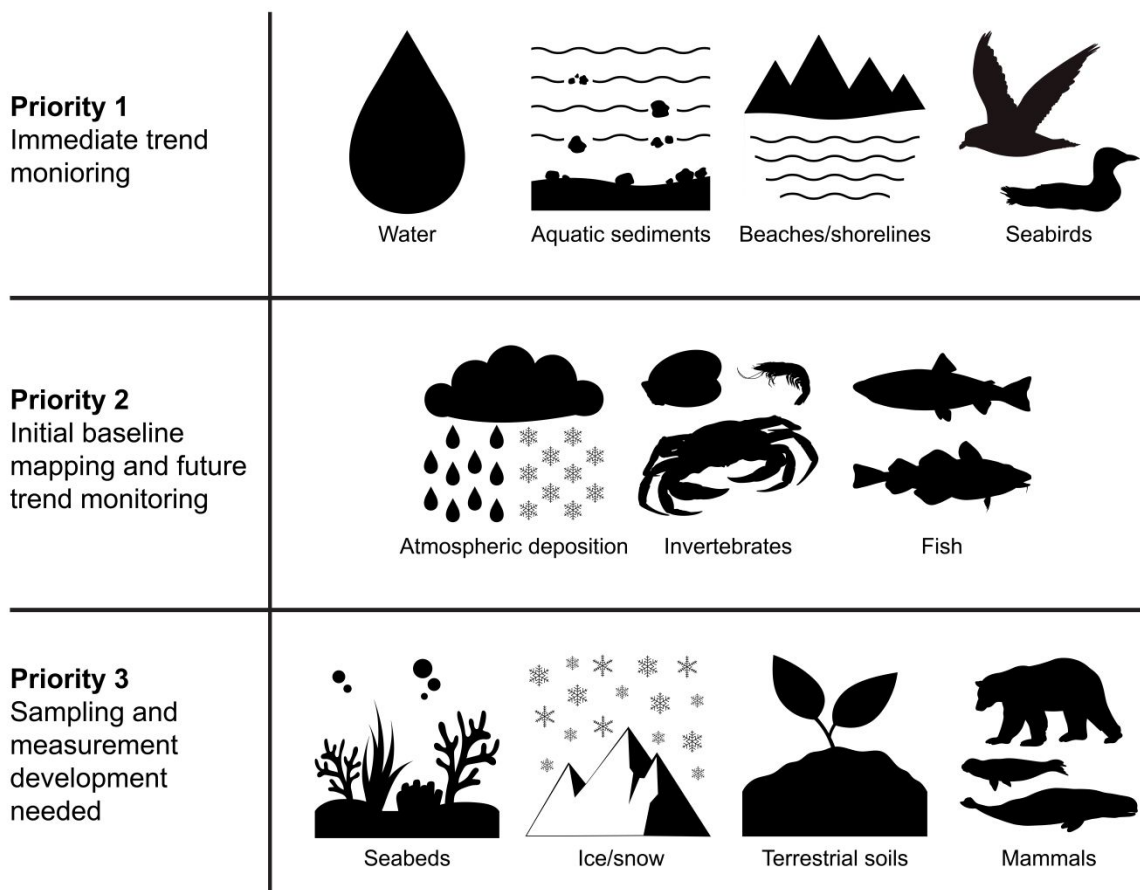 Priority 1
Immediate trend
monioring
Water
Aquatic sediments
Beaches/shorelines
Seabirds
Priority 2
Initial baseline
mapping and future
trend monitoring
Atmospheric deposition
Invertebrates
Fish
Priority 3
Sampling and
measurement
development
needed
Seabeds
Ice/snow
Terrestrial soils
Mammals